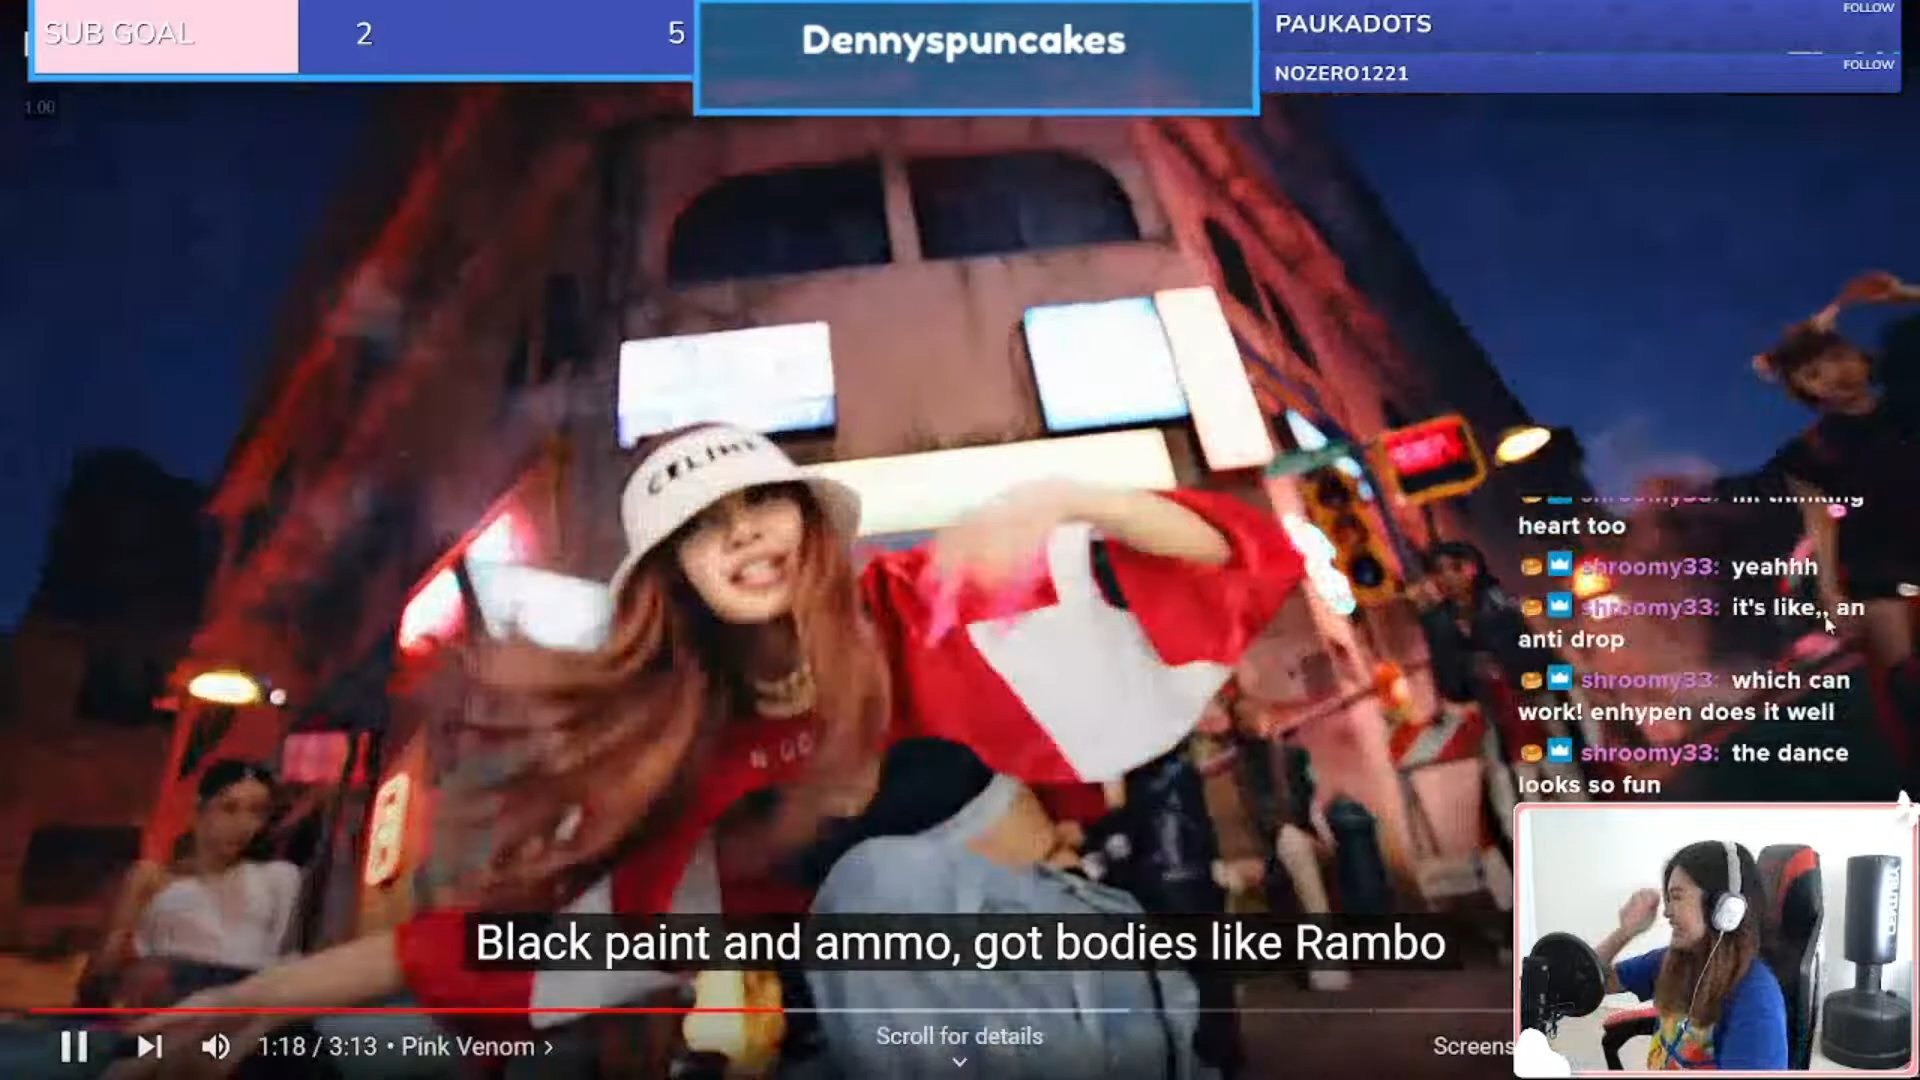 SUB GOAL
2
5
Dennyspuncakes
PAUKADOTS
FOLLOW
NOZERO1221
FOLLOW
1.00
CELINE
heart too
shroomy33: yeahhh
shroomy33: it's like,, an
anti drop
shroomy33: which can
work! enhypen does it well
shroomy33: the dance
looks so fun
Black paint and ammo, got bodies like Rambo
1:18 / 3:13 • Pink Venom ›
Scroll for details
Screens